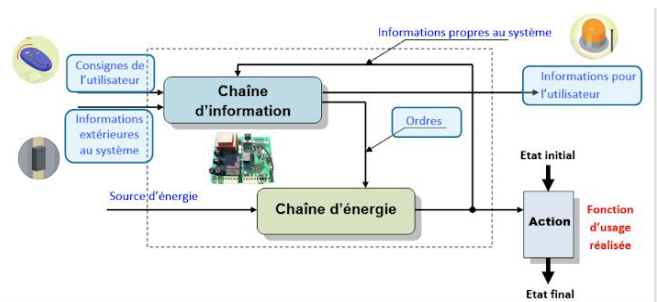 Informations propres au système
Consignes de
l'utilisateur
Chaîne
d'information
Informations pour
l'utilisateur
Informations
extérieures
au système
Ordres
Etat initial
Source d'énergie
Chaîne d'énergie
Action
Fonction
d'usage
réalisée
Etat final